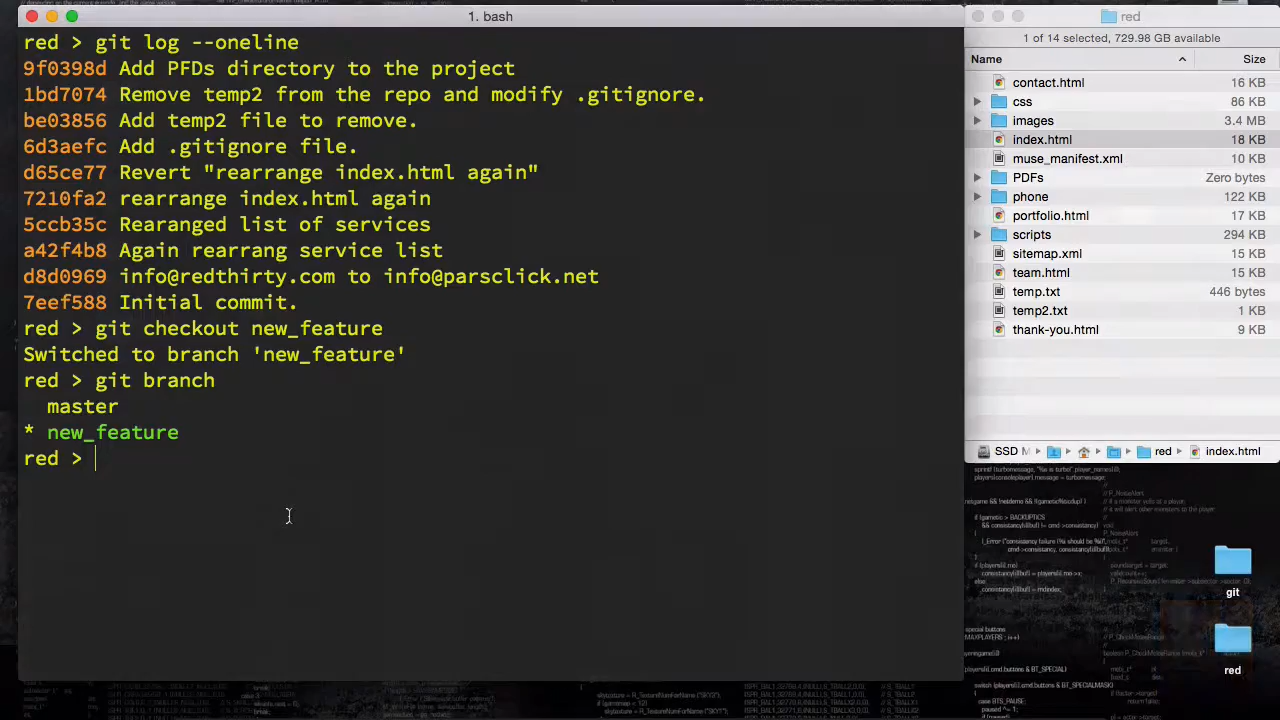 1. bash
red > git log --oneline
9f0398d Add PFDs directory to the project
1bd7074 Remove temp2 from the repo and modify .gitignore.
be03856 Add temp2 file to remove.
6d3aefc Add .gitignore file.
d65ce77 Revert "rearrange index.html again"
7210fa2 rearrange index.html again
5ccb35c Rearanged list of services
a42f4b8 Again rearrang service list
d8d0969 info@redthirty.com to info@parsclick.net
7eef588 Initial commit.
red > git checkout new_feature
Switched to branch 'new_feature'
red > git branch
master
* new_feature
red >
red
1 of 14 selected, 729.98 GB available
Name Size
contact.html 16 KB
css 86 KB
images 3.4 MB
index.html 18 KB
muse_manifest.xml 10 KB
PDFs Zero bytes
phone 122 KB
portfolio.html 17 KB
scripts 294 KB
sitemap.xml 15 KB
team.html 15 KB
temp.txt 446 bytes
temp2.txt 1 KB
thank-you.html 9 KB
SSD M red index.html
git
red